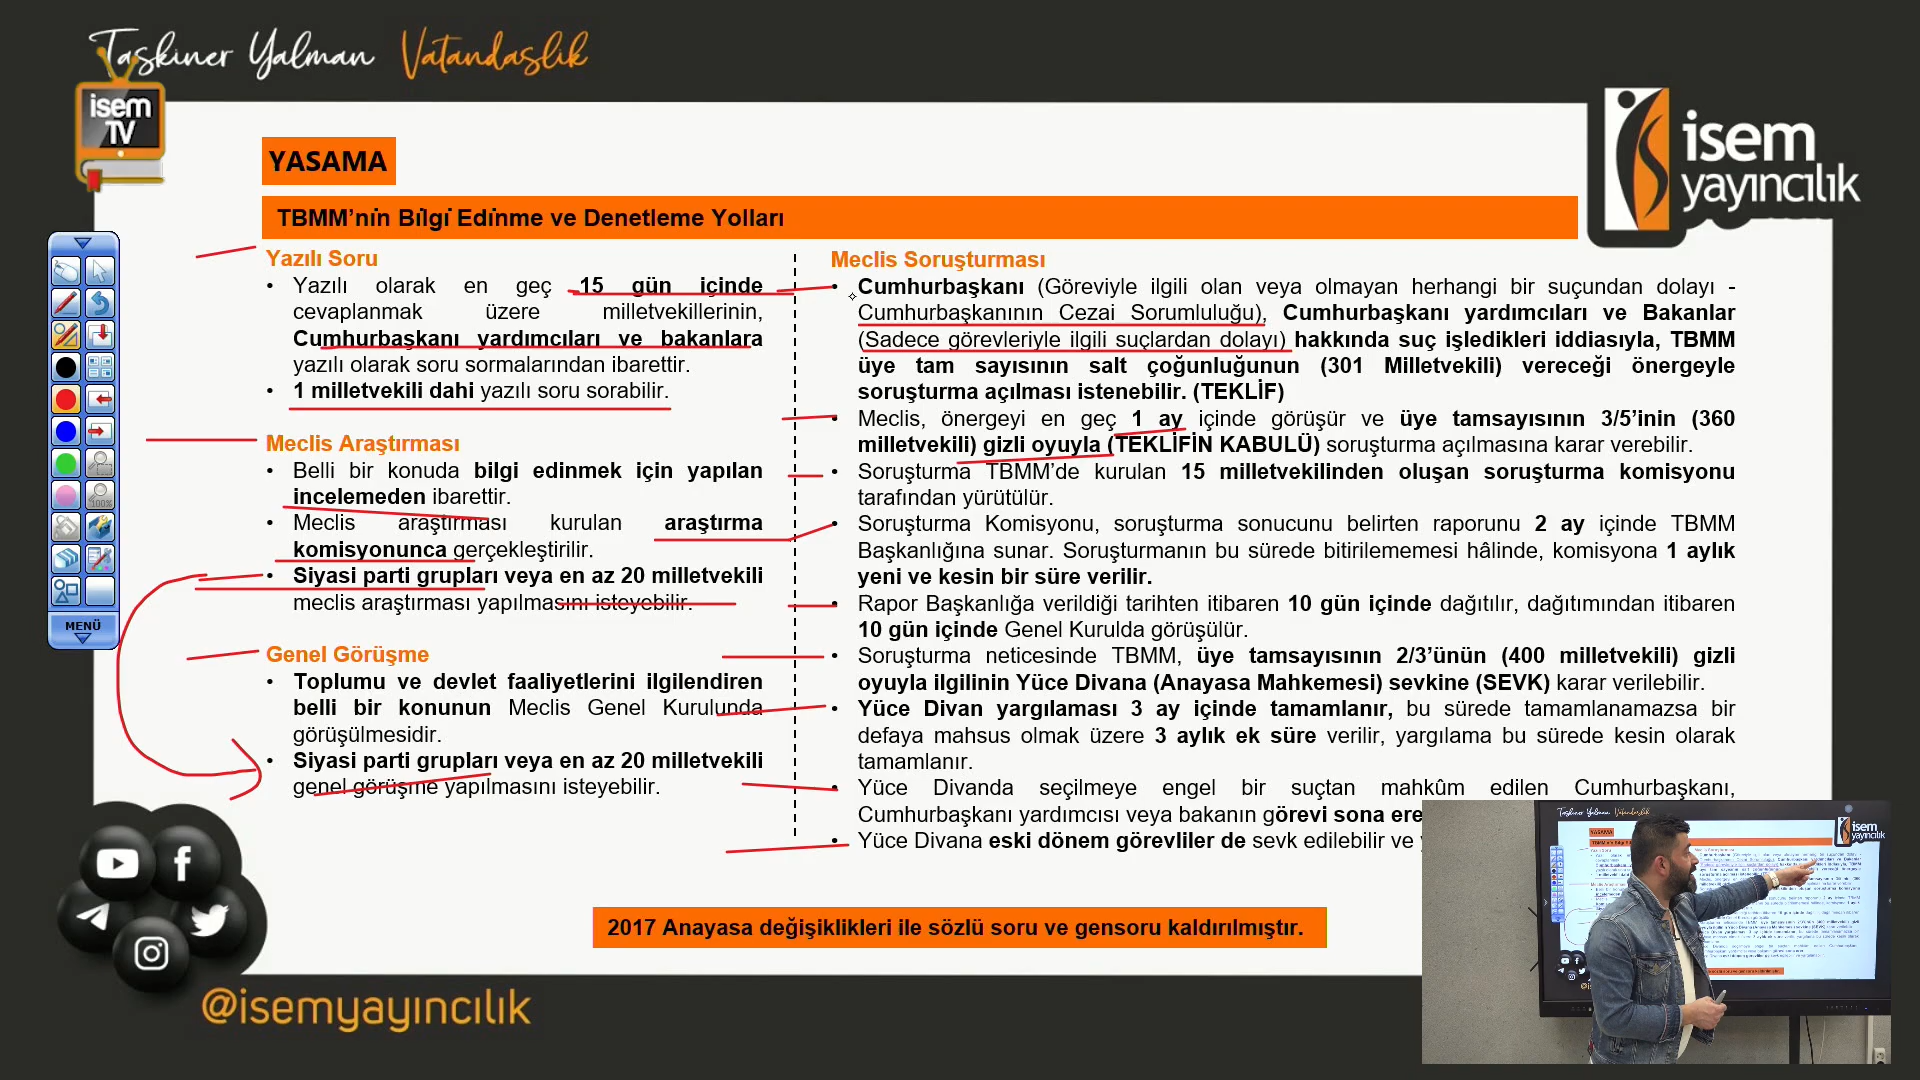 Taşkıner Yalman Vatandaşlık
isem
TV
isem
yayıncılık
YASAMA
TBMM’nin Bilgi Edinme ve Denetleme Yolları
Yazılı Soru
• Yazılı olarak en geç 15 gün içinde
cevaplanmak üzere milletvekillerinin,
Cumhurbaşkanı yardımcıları ve bakanlara
yazılı olarak soru sormalarından ibarettir.
• 1 milletvekili dahi yazılı soru sorabilir.
Meclis Araştırması
• Belli bir konuda bilgi edinmek için yapılan
incelemeden ibarettir.
• Meclis araştırması kurulan araştırma
komisyonunca gerçekleştirilir.
• Siyasi parti grupları veya en az 20 milletvekili
meclis araştırması yapılmasını isteyebilir.
Genel Görüşme
• Toplumu ve devlet faaliyetlerini ilgilendiren
belli bir konunun Meclis Genel Kurulunda
görüşülmesidir.
• Siyasi parti grupları veya en az 20 milletvekili
genel görüşme yapılmasını isteyebilir.
Meclis Soruşturması
• Cumhurbaşkanı (Göreviyle ilgili olan veya olmayan herhangi bir suçundan dolayı -
Cumhurbaşkanının Cezai Sorumluluğu), Cumhurbaşkanı yardımcıları ve Bakanlar
(Sadece görevleriyle ilgili suçlardan dolayı) hakkında suç işledikleri iddiasıyla, TBMM
üye tam sayısının salt çoğunluğunun (301 Milletvekili) vereceği önergeyle
soruşturma açılması istenebilir. (TEKLİF)
• Meclis, önergeyi en geç 1 ay içinde görüşür ve üye tamsayısının 3/5’inin (360
milletvekili) gizli oyuyla (TEKLİFİN KABULÜ) soruşturma açılmasına karar verebilir.
• Soruşturma TBMM’de kurulan 15 milletvekilinden oluşan soruşturma komisyonu
tarafından yürütülür.
• Soruşturma Komisyonu, soruşturma sonucunu belirten raporunu 2 ay içinde TBMM
Başkanlığına sunar. Soruşturmanın bu sürede bitirilememesi hâlinde, komisyona 1 aylık
yeni ve kesin bir süre verilir.
• Rapor Başkanlığa verildiği tarihten itibaren 10 gün içinde dağıtılır, dağıtımından itibaren
10 gün içinde Genel Kurulda görüşülür.
• Soruşturma neticesinde TBMM, üye tamsayısının 2/3’ünün (400 milletvekili) gizli
oyuyla ilgilinin Yüce Divana (Anayasa Mahkemesi) sevkine (SEVK) karar verilebilir.
• Yüce Divan yargılaması 3 ay içinde tamamlanır, bu sürede tamamlanamazsa bir
defaya mahsus olmak üzere 3 aylık ek süre verilir, yargılama bu sürede kesin olarak
tamamlanır.
• Yüce Divanda seçilmeye engel bir suçtan mahkûm edilen Cumhurbaşkanı,
Cumhurbaşkanı yardımcısı veya bakanın görevi sona ere
• Yüce Divana eski dönem görevliler de sevk edilebilir ve
2017 Anayasa değişiklikleri ile sözlü soru ve gensoru kaldırılmıştır.
MENÜ
@isemyayıncılık